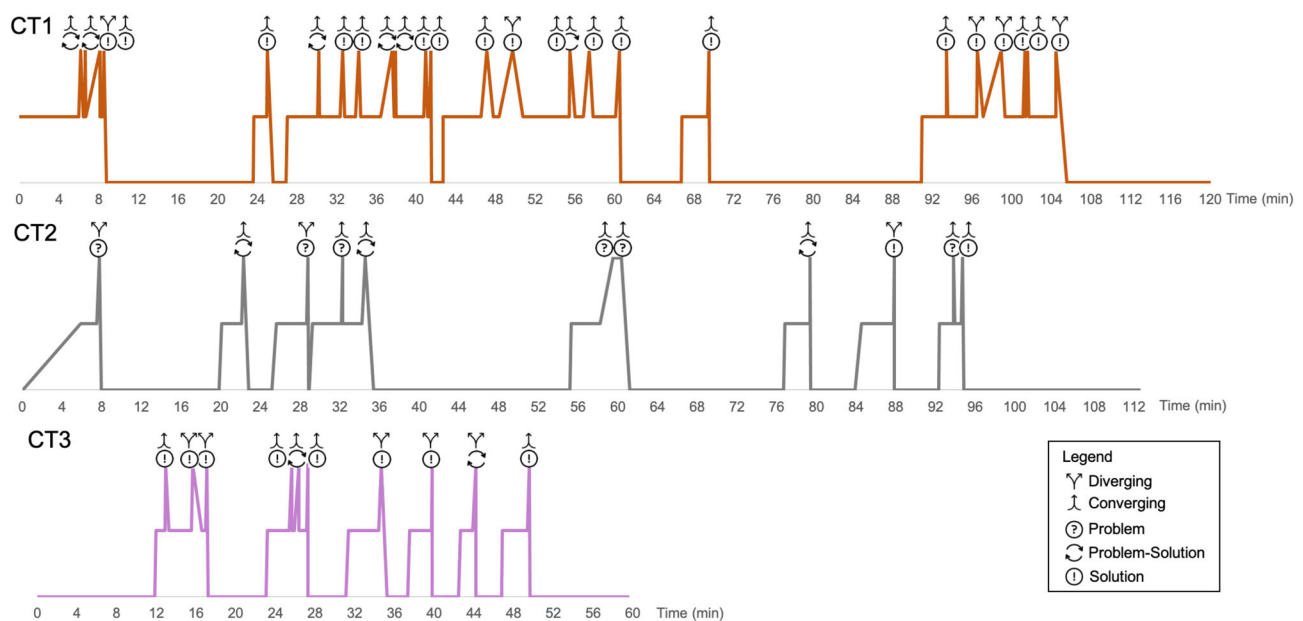 CT1
0 4 8 12 16 20 24 28 32 36 40 44 48 52 56 60 64 68 72 76 80 84 88 92 96 100 104 108 112 116 120 Time (min)
CT2
0 4 8 12 16 20 24 28 32 36 40 44 48 52 56 60 64 68 72 76 80 84 88 92 96 100 104 108 112 Time (min)
CT3
Legend
Diverging
Converging
? Problem
Problem-Solution
! Solution
0 4 8 12 16 20 24 28 32 36 40 44 48 52 56 60 Time (min)